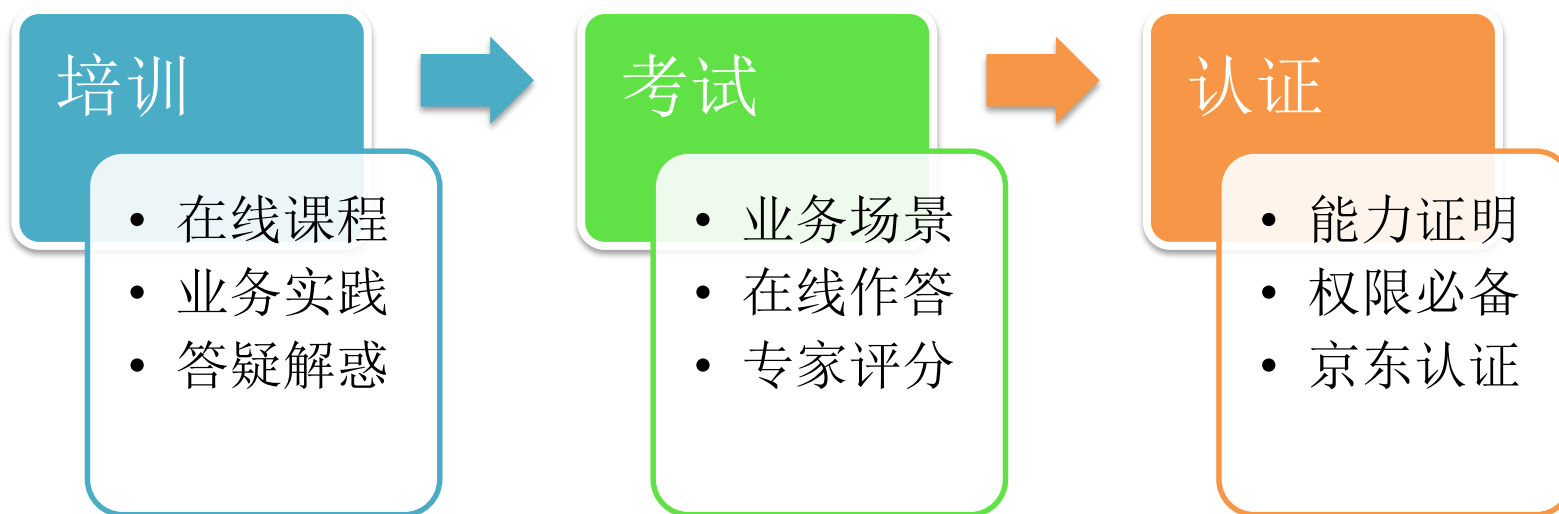 培训
• 在线课程
• 业务实践
• 答疑解惑
考试
• 业务场景
• 在线作答
• 专家评分
认证
• 能力证明
• 权限必备
• 京东认证